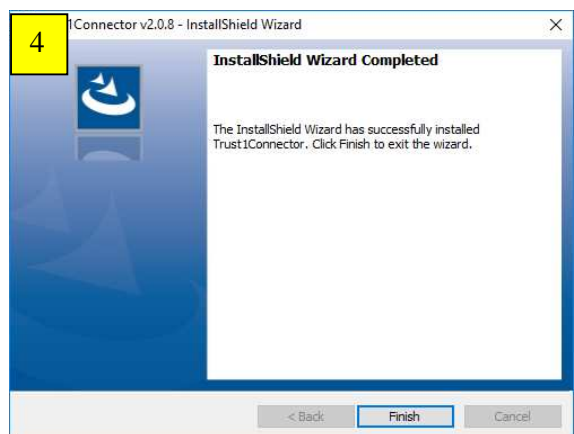 4
1Connector v2.0.8 - InstallShield Wizard
InstallShield Wizard Completed
The InstallShield Wizard has successfully installed
Trust1Connector. Click Finish to exit the wizard.
< Back
Finish
Cancel